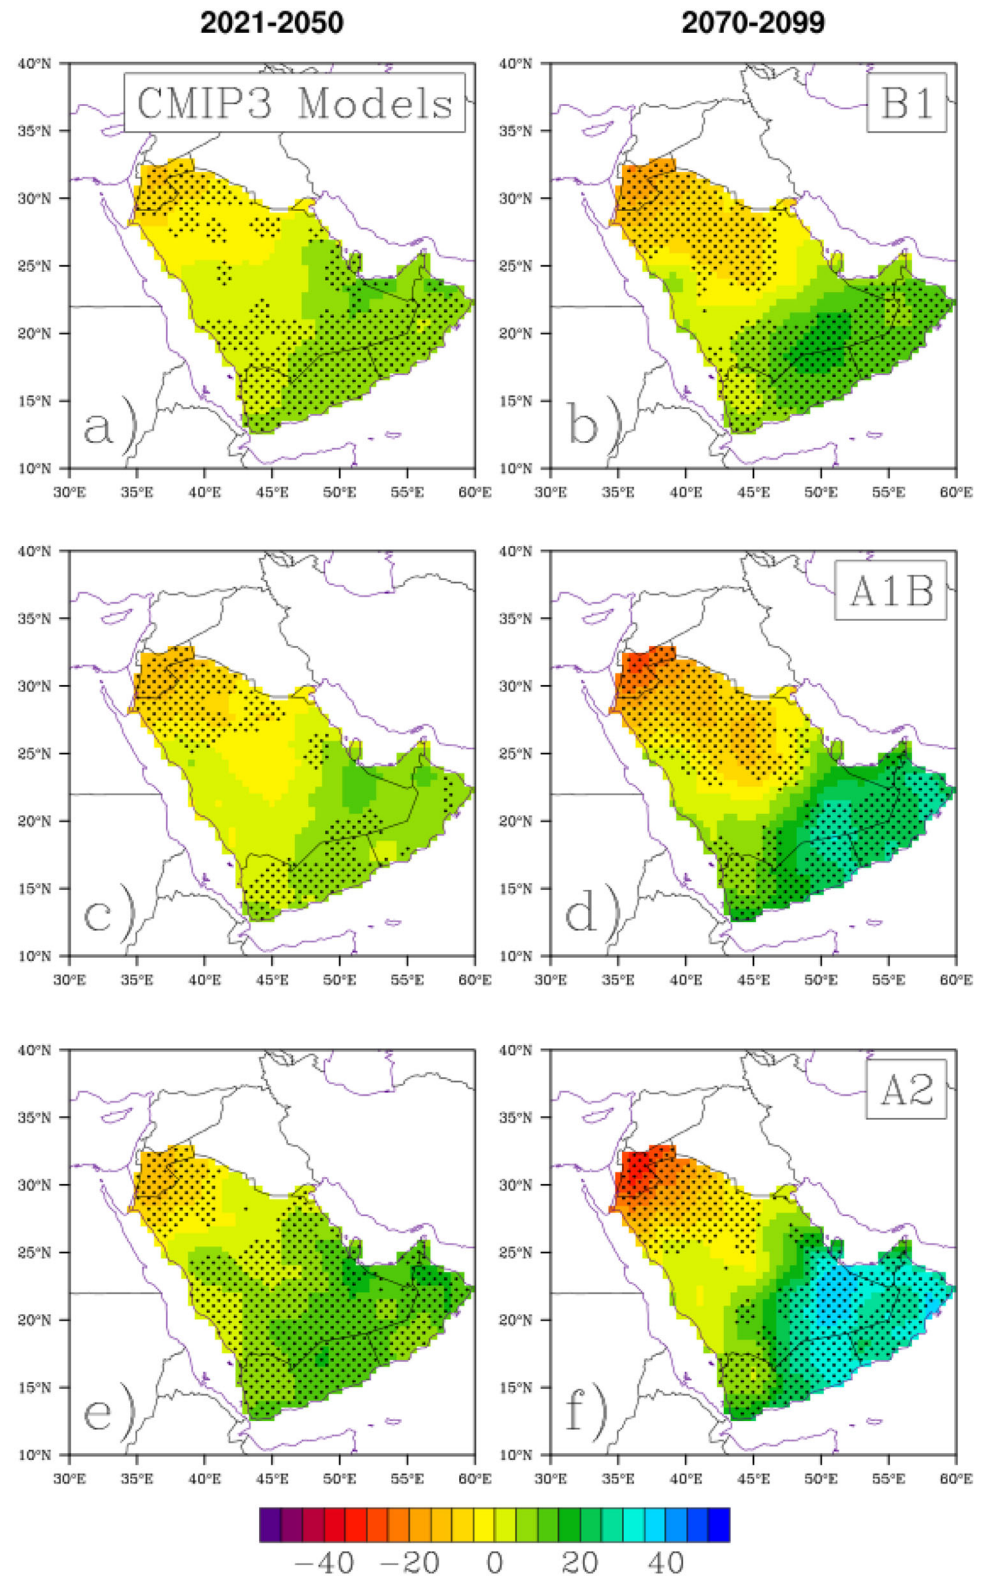 2021-2050 2070-2099
40°N CMIP3 Models 40°N B1
35°N 35°N
30°N 30°N
25°N 25°N
20°N 20°N
15°N a) 15°N b)
10°N 10°N
30°E 35°E 40°E 45°E 50°E 55°E 60°E 30°E 35°E 40°E 45°E 50°E 55°E 60°E
40°N 40°N A1B
35°N 35°N
30°N 30°N
25°N 25°N
20°N 20°N
15°N c) 15°N d)
10°N 10°N
30°E 35°E 40°E 45°E 50°E 55°E 60°E 30°E 35°E 40°E 45°E 50°E 55°E 60°E
40°N 40°N A2
35°N 35°N
30°N 30°N
25°N 25°N
20°N 20°N
15°N e) 15°N f)
10°N 10°N
30°E 35°E 40°E 45°E 50°E 55°E 60°E 30°E 35°E 40°E 45°E 50°E 55°E 60°E
−40 −20 0 20 40